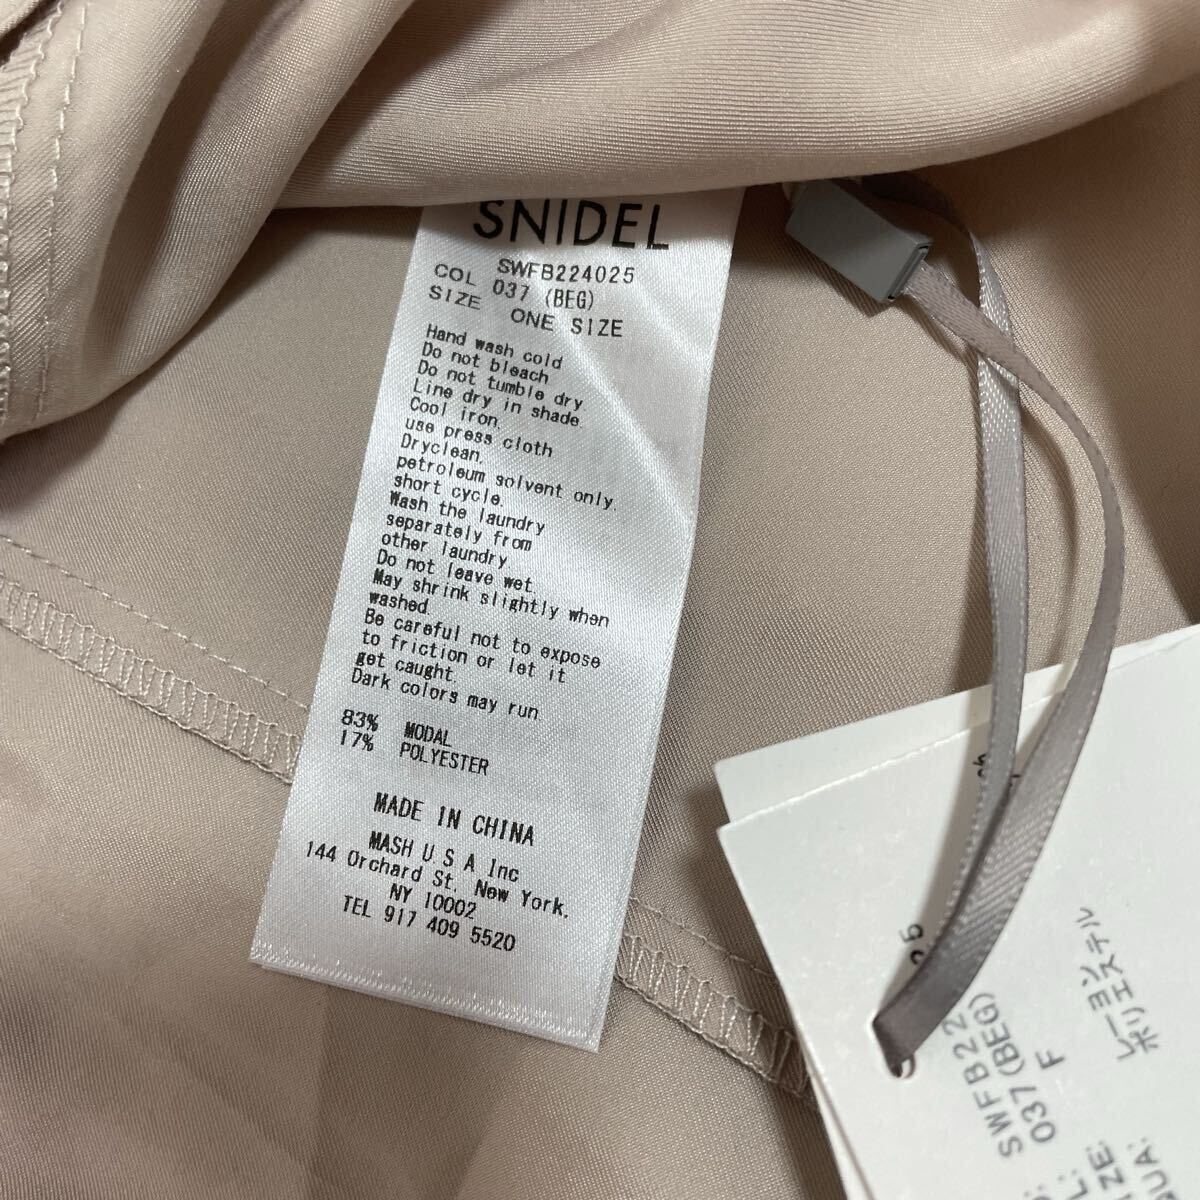 SNIDEL
SWFB224025
COL 037 (BEG)
SIZE ONE SIZE
Hand wash cold
Do not bleach
Do not tumble dry
Line dry in shade.
Cool iron.
use press cloth
Dryclean.
petroleum solvent only.
short cycle.
Wash the laundry
separately from
other laundry
Do not leave wet.
May shrink slightly when
washed.
Be careful not to expose
to friction or let it
get caught.
Dark colors may run
83% MODAL
17% POLYESTER
MADE IN CHINA
MASH U S A Inc
144 Orchard St. New York.
NY 10002
TEL 917 409 5520
SWFB22
037(BEG)
ZE: F
QUA: レーヨン
ポリエステル